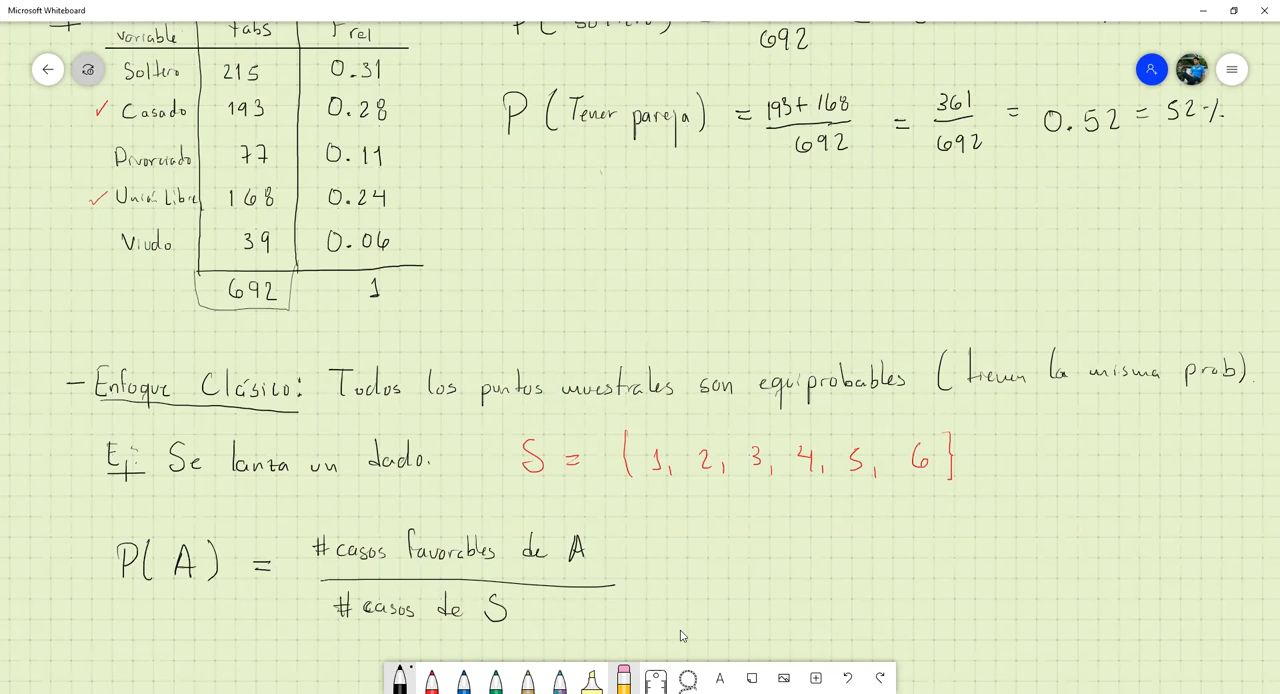 Microsoft Whiteboard
variable fabs Frel
Soltero 215 0.31
✓ Casado 193 0.28
Divorciado 77 0.11
✓ Unión Libre 168 0.24
Viudo 39 0.06
692 1
692
P ( Tener pareja ) = 193+168 / 692 = 361 / 692 = 0.52 = 52%
- Enfoque Clásico: Todos los puntos muestrales son equiprobables ( tienen la misma prob).
Ej: Se lanza un dado. S = { 1, 2, 3, 4, 5, 6 }
P( A ) = # casos favorables de A
# casos de S